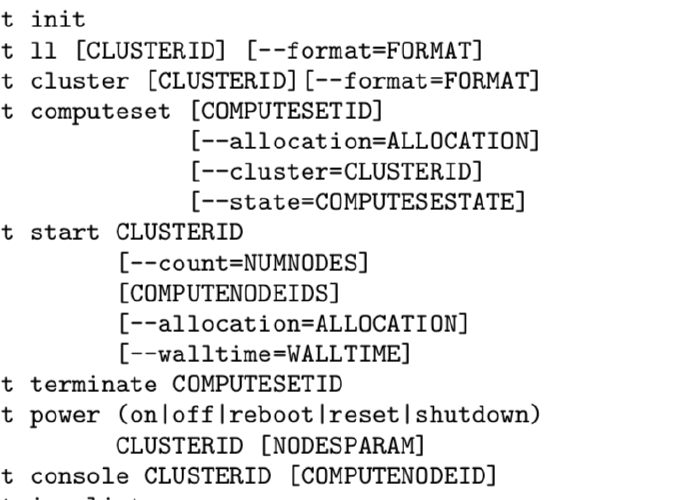 t init
t ll [CLUSTERID] [--format=FORMAT]
t cluster [CLUSTERID][--format=FORMAT]
t computeset [COMPUTESETID]
[--allocation=ALLOCATION]
[--cluster=CLUSTERID]
[--state=COMPUTESESTATE]
t start CLUSTERID
[--count=NUMNODES]
[COMPUTENODEIDS]
[--allocation=ALLOCATION]
[--walltime=WALLTIME]
t terminate COMPUTESETID
t power (on|off|reboot|reset|shutdown)
CLUSTERID [NODESPARAM]
t console CLUSTERID [COMPUTENODEID]